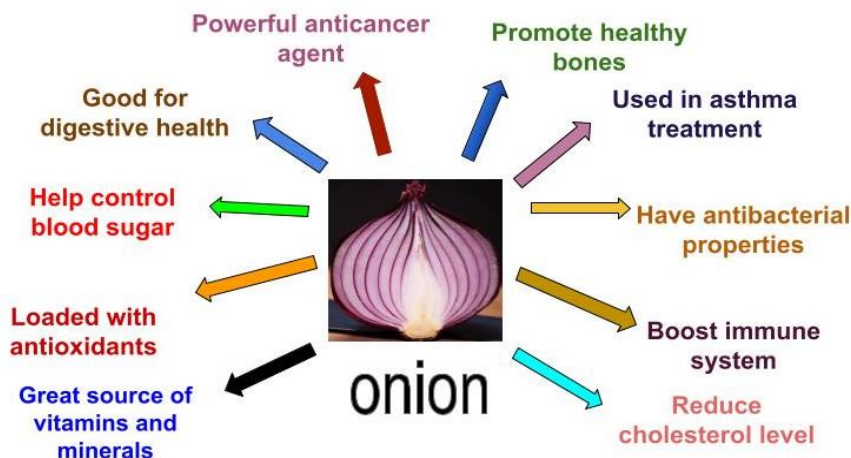 Powerful anticancer
agent
Promote healthy
bones
Good for
digestive health
Used in asthma
treatment
Help control
blood sugar
Have antibacterial
properties
Loaded with
antioxidants
Boost immune
system
Great source of
vitamins and
minerals
Reduce
cholesterol level
onion